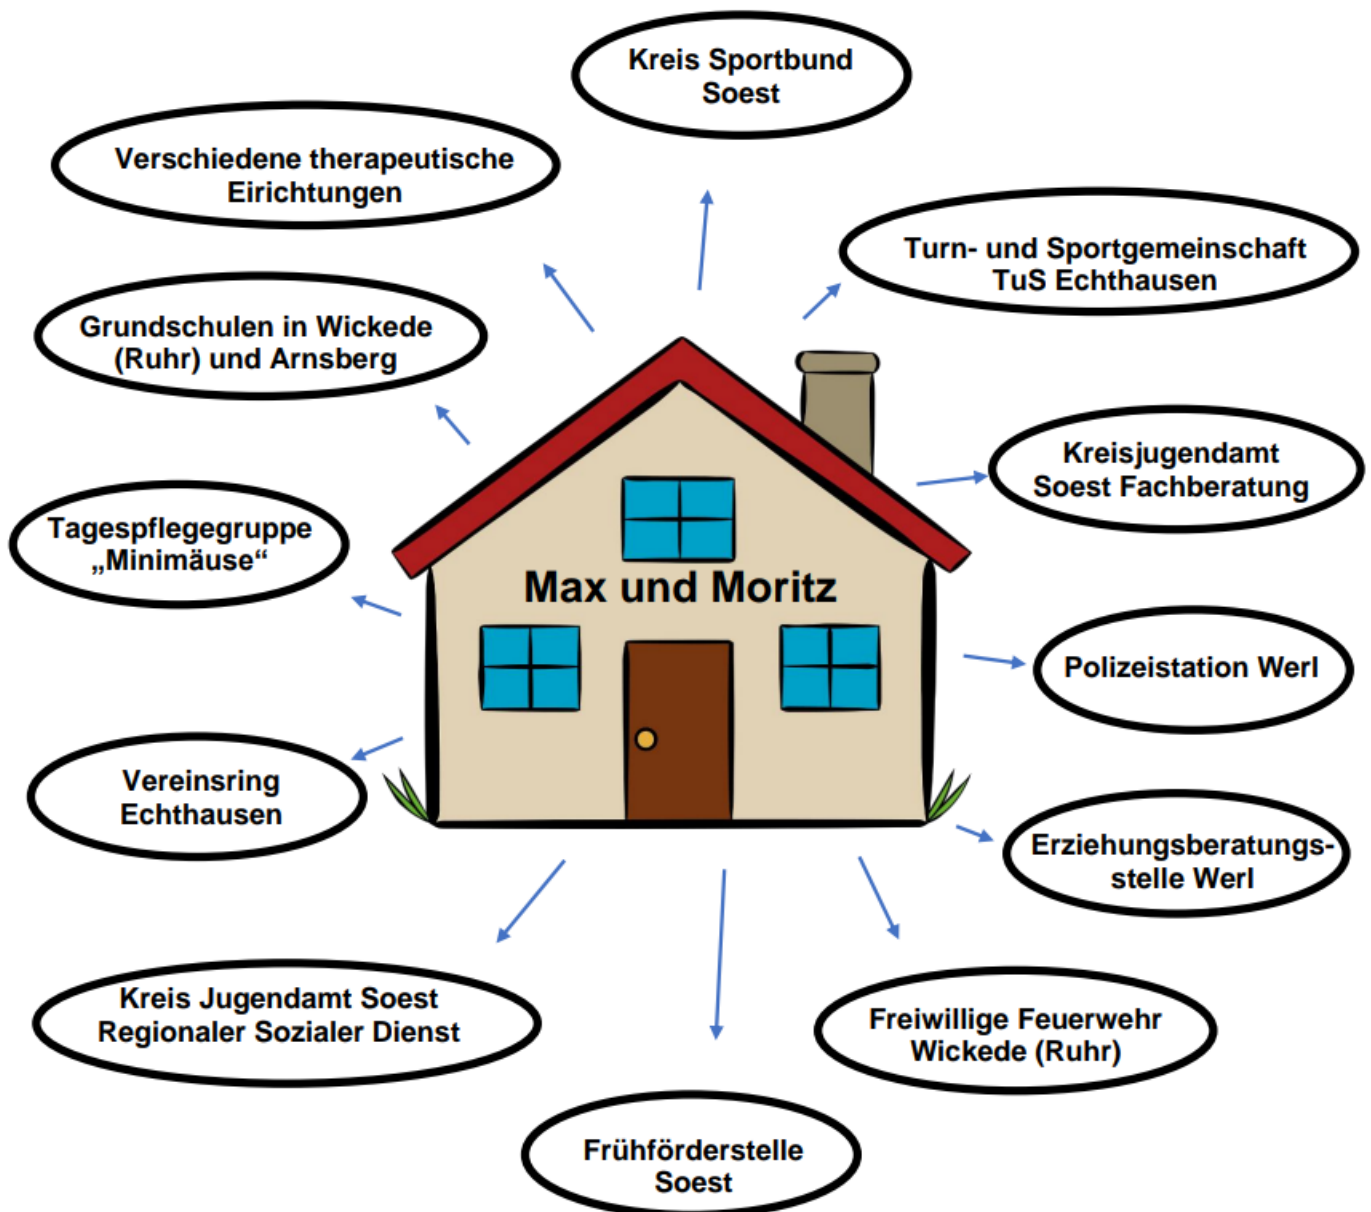 Kreis Sportbund
Soest
Verschiedene therapeutische
Eirichtungen
Turn- und Sportgemeinschaft
TuS Echthausen
Grundschulen in Wickede
(Ruhr) und Arnsberg
Kreisjugendamt
Soest Fachberatung
Tagespflegegruppe
„Minimäuse“
Max und Moritz
Polizeistation Werl
Vereinsring
Echthausen
Erziehungsberatungs-
stelle Werl
Kreis Jugendamt Soest
Regionaler Sozialer Dienst
Freiwillige Feuerwehr
Wickede (Ruhr)
Frühförderstelle
Soest